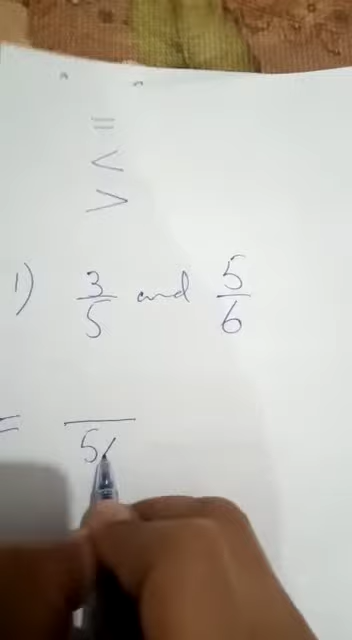 =
<
>
1) 3/5 and 5/6
= /5